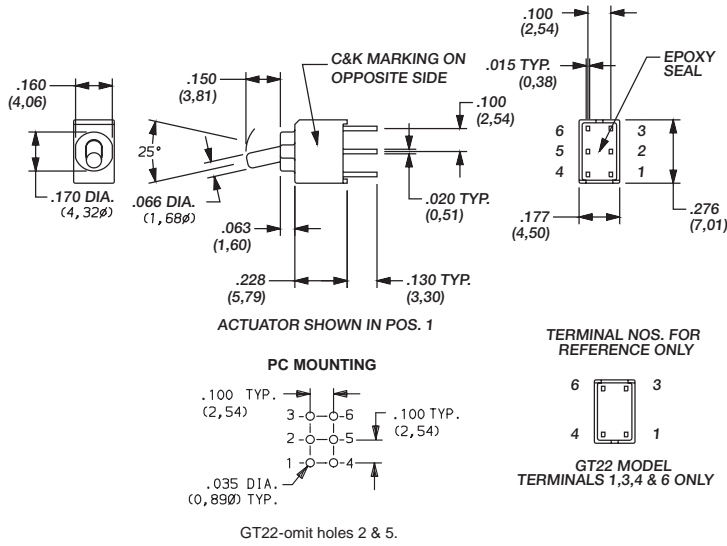 .160
(4,06)
.150
(3,81)
C&K MARKING ON
OPPOSITE SIDE
.100
(2,54)
25°
.170 DIA.
(4,32ø)
.066 DIA.
(1,68ø)
.063
(1,60)
.020 TYP.
(0,51)
.228
(5,79)
.130 TYP.
(3,30)
ACTUATOR SHOWN IN POS. 1
.100
(2,54)
.015 TYP.
(0,38)
EPOXY
SEAL
6 3
5 2
4 1
.177
(4,50)
.276
(7,01)
PC MOUNTING
.100 TYP.
(2,54)
3 6
2 5
1 4
.100 TYP.
(2,54)
.035 DIA.
(0,89Ø) TYP.
GT22-omit holes 2 & 5.
TERMINAL NOS. FOR
REFERENCE ONLY
6 3
4 1
GT22 MODEL
TERMINALS 1,3,4 & 6 ONLY